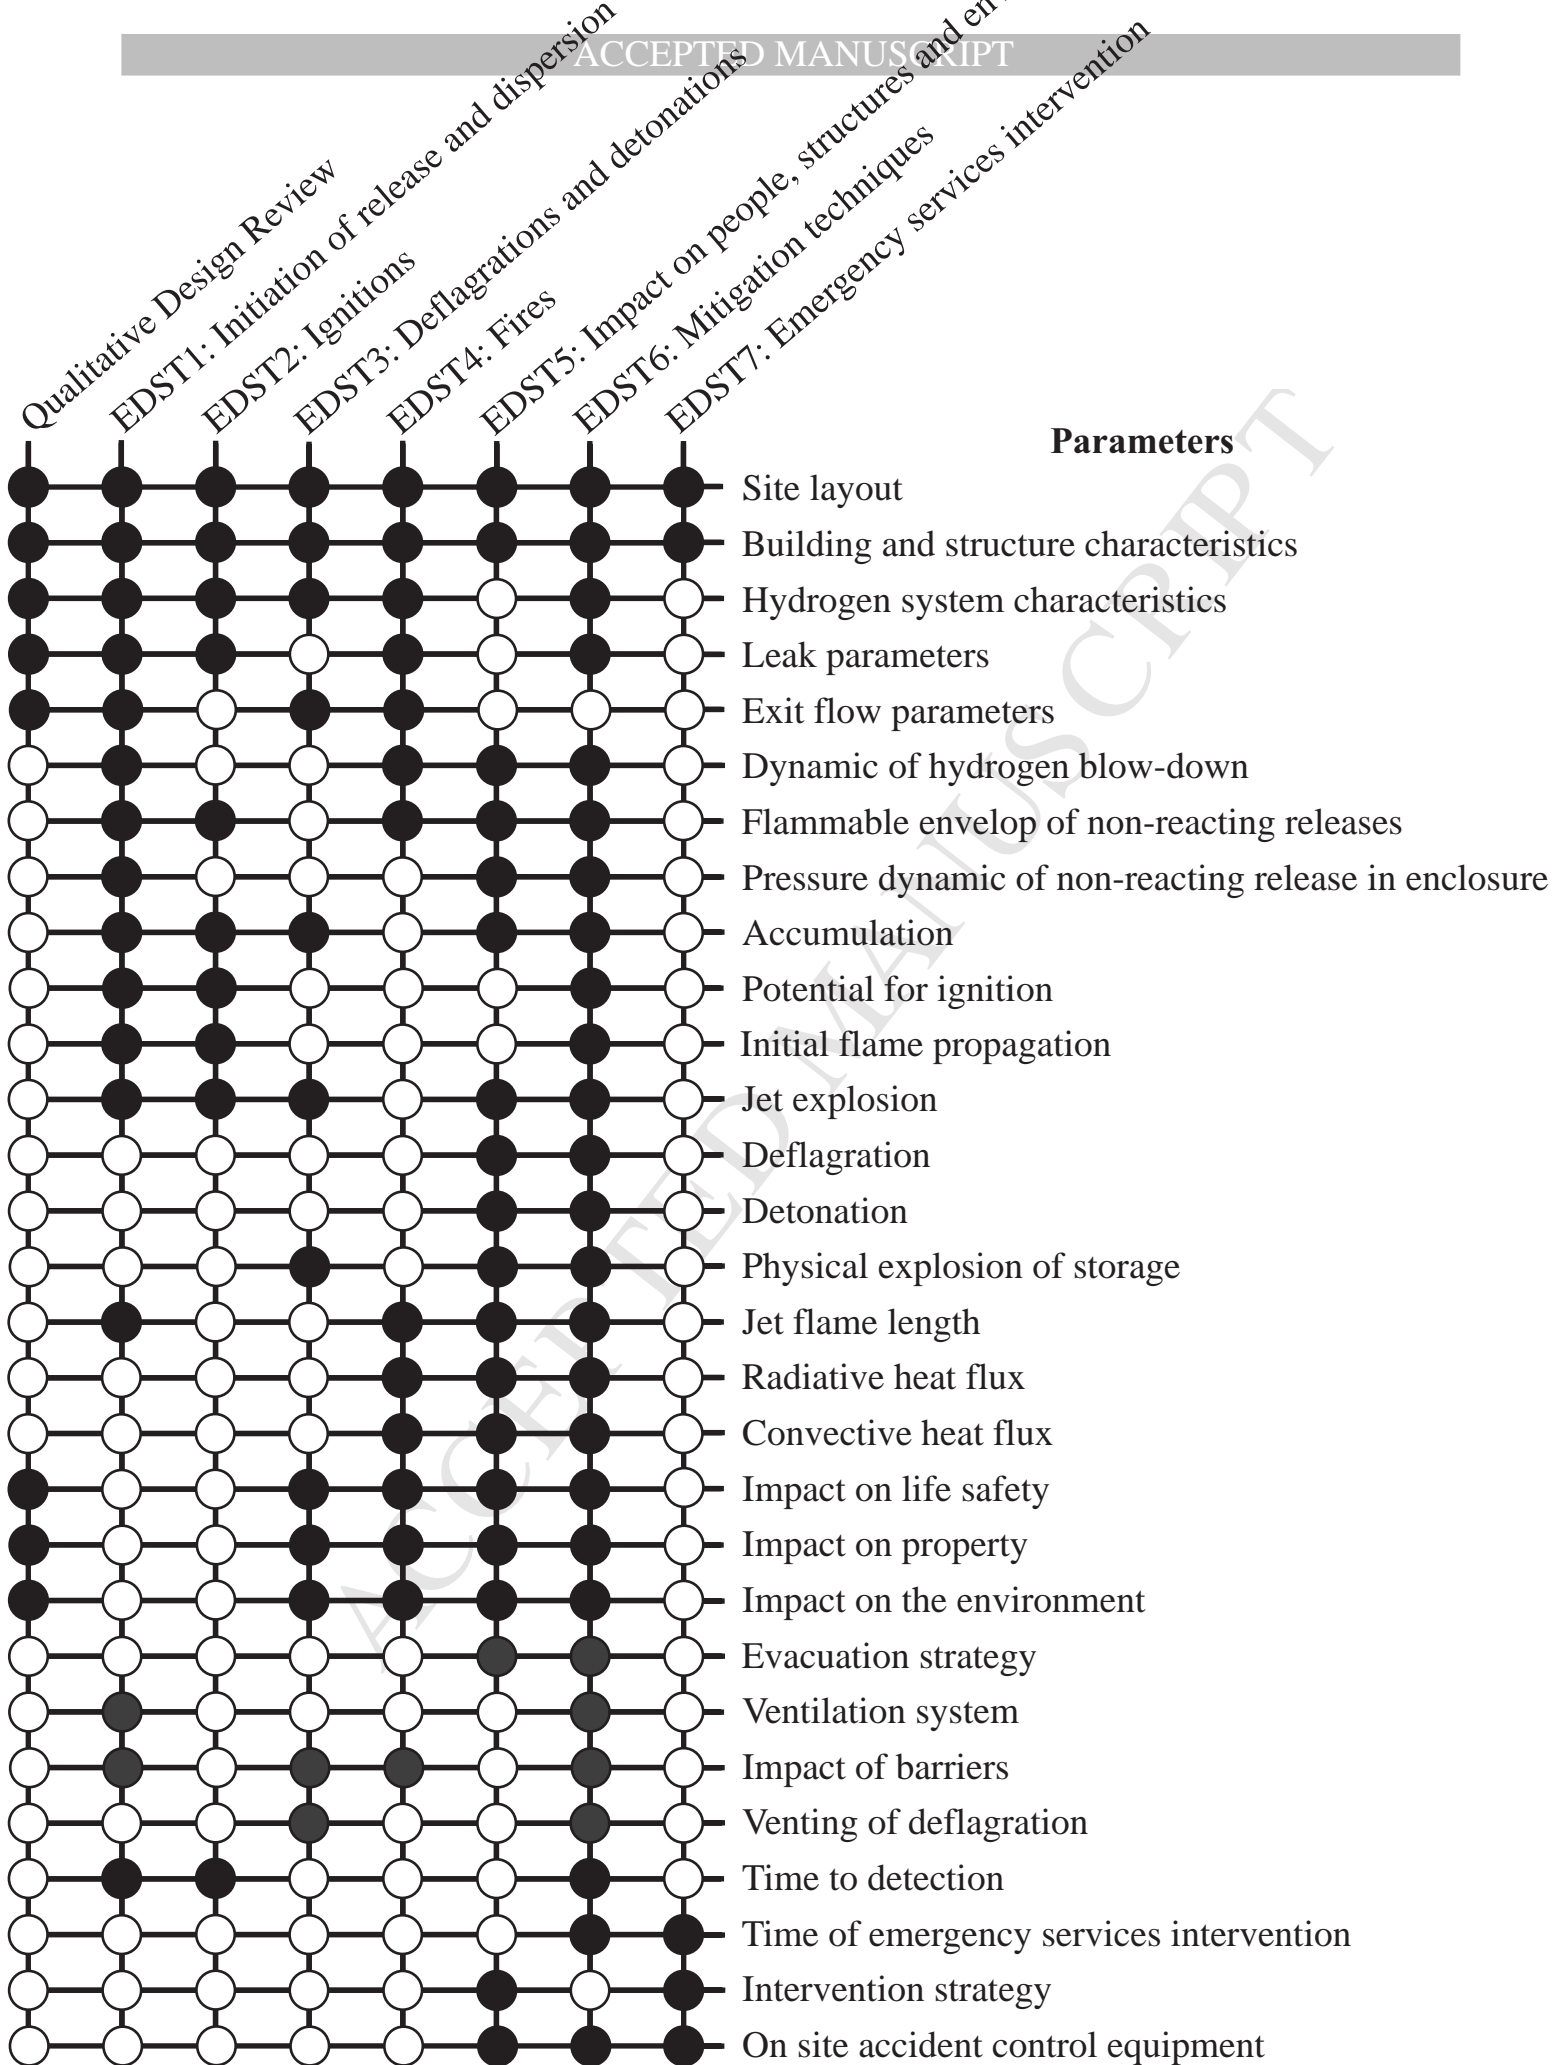 ACCEPTED MANUSCRIPT
Qualitative Design Review
EDST1: Initiation of release and dispersion
EDST2: Ignitions
EDST3: Deflagrations and detonations
EDST4: Fires
EDST5: Impact on people, structures and
EDST6: Mitigation techniques
EDST7: Emergency services intervention
Parameters
Site layout
Building and structure characteristics
Hydrogen system characteristics
Leak parameters
Exit flow parameters
Dynamic of hydrogen blow-down
Flammable envelop of non-reacting releases
Pressure dynamic of non-reacting release in enclosure
Accumulation
Potential for ignition
Initial flame propagation
Jet explosion
Deflagration
Detonation
Physical explosion of storage
Jet flame length
Radiative heat flux
Convective heat flux
Impact on life safety
Impact on property
Impact on the environment
Evacuation strategy
Ventilation system
Impact of barriers
Venting of deflagration
Time to detection
Time of emergency services intervention
Intervention strategy
On site accident control equipment
ACCEPTED MANUSCRIPT